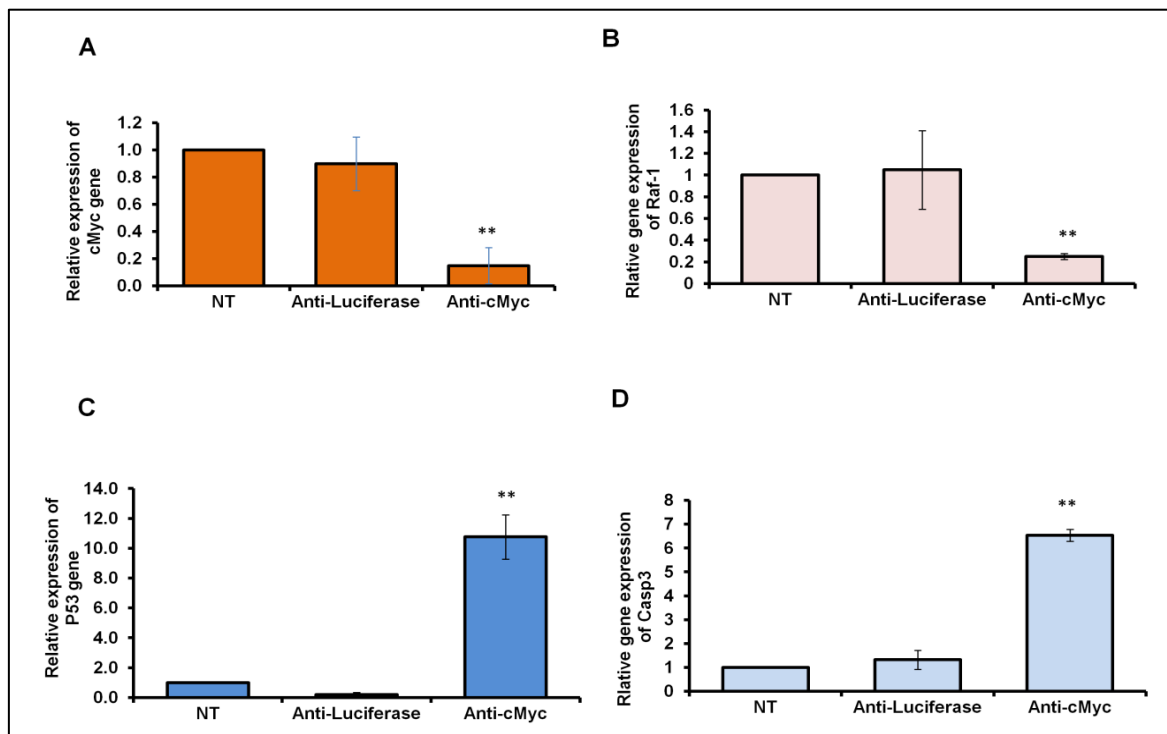 A
Relative expression of
cMyc gene
1.2
1.0
0.8
0.6
0.4
0.2
0.0
**
NT
Anti-Luciferase
Anti-cMyc
B
Rlative gene expression
of Raf-1
1.6
1.4
1.2
1
0.8
0.6
0.4
0.2
0
**
NT
Anti-Luciferase
Anti-cMyc
C
Relative expression of
P53 gene
14.0
12.0
10.0
8.0
6.0
4.0
2.0
0.0
**
NT
Anti-Luciferase
Anti-cMyc
D
Rlative gene expression
of Casp3
8
7
6
5
4
3
2
1
0
**
NT
Anti-Luciferase
Anti-cMyc